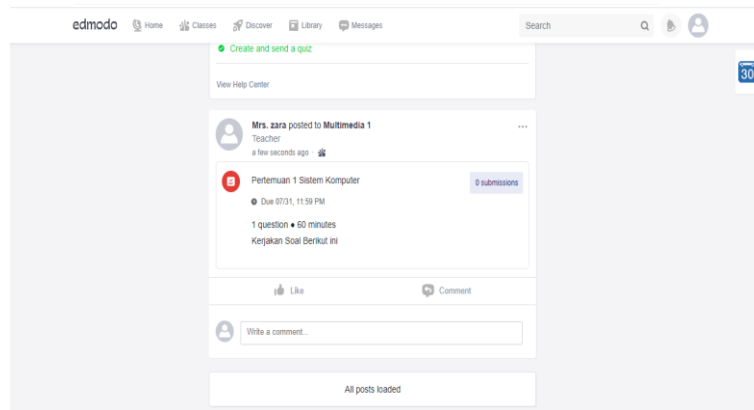 edmodo Home Classes Discover Library Messages Search
Create and send a quiz
View Help Center
Mrs. zara posted to Multimedia 1
Teacher
a few seconds ago ·
Pertemuan 1 Sistem Komputer
0 submissions
Due 07/31, 11:59 PM
1 question ● 60 minutes
Kerjakan Soal Berikut ini
Like Comment
Write a comment...
All posts loaded
30